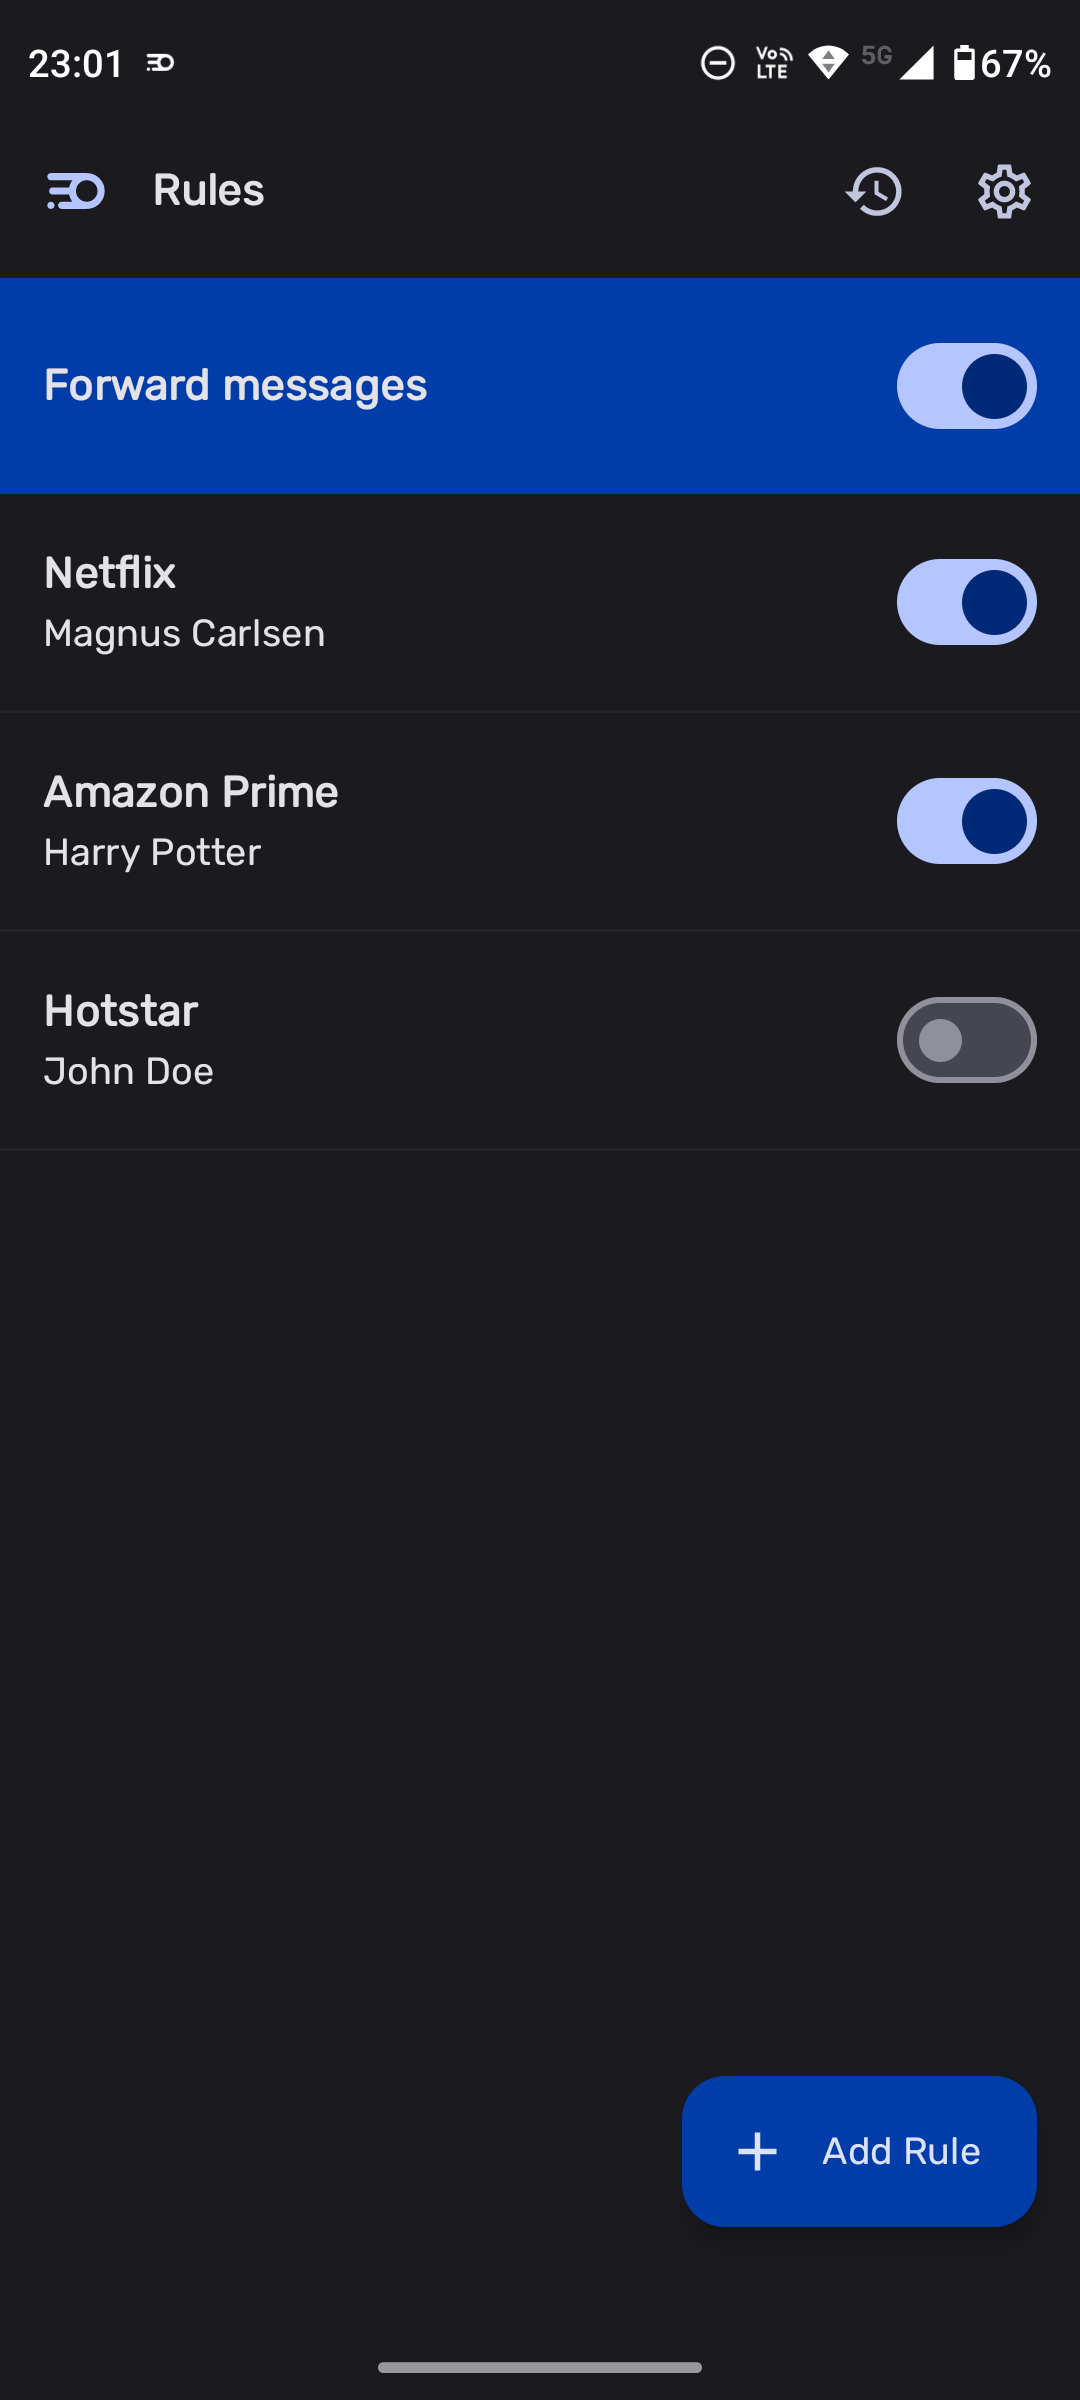 23:01
Vo LTE 5G 67%
Rules
Forward messages
Netflix
Magnus Carlsen
Amazon Prime
Harry Potter
Hotstar
John Doe
Add Rule